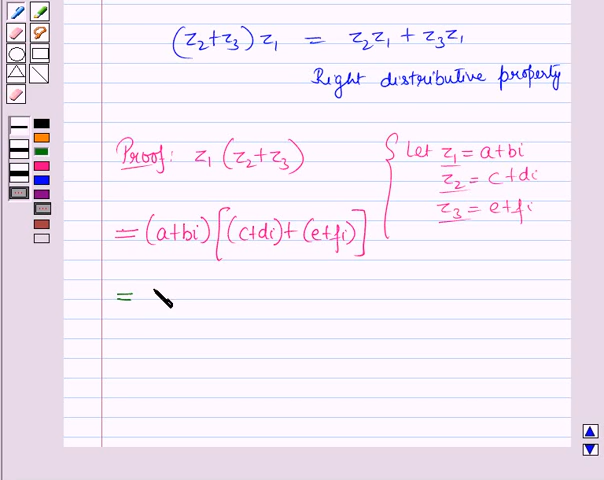 (z₂+z₃) z₁ = z₂z₁ + z₃z₁
Right distributive property
Proof: z₁ (z₂+z₃)
{ Let z₁ = a+bi
z₂ = c+di
z₃ = e+fi
= (a+bi) [(c+di)+(e+fi)]
=